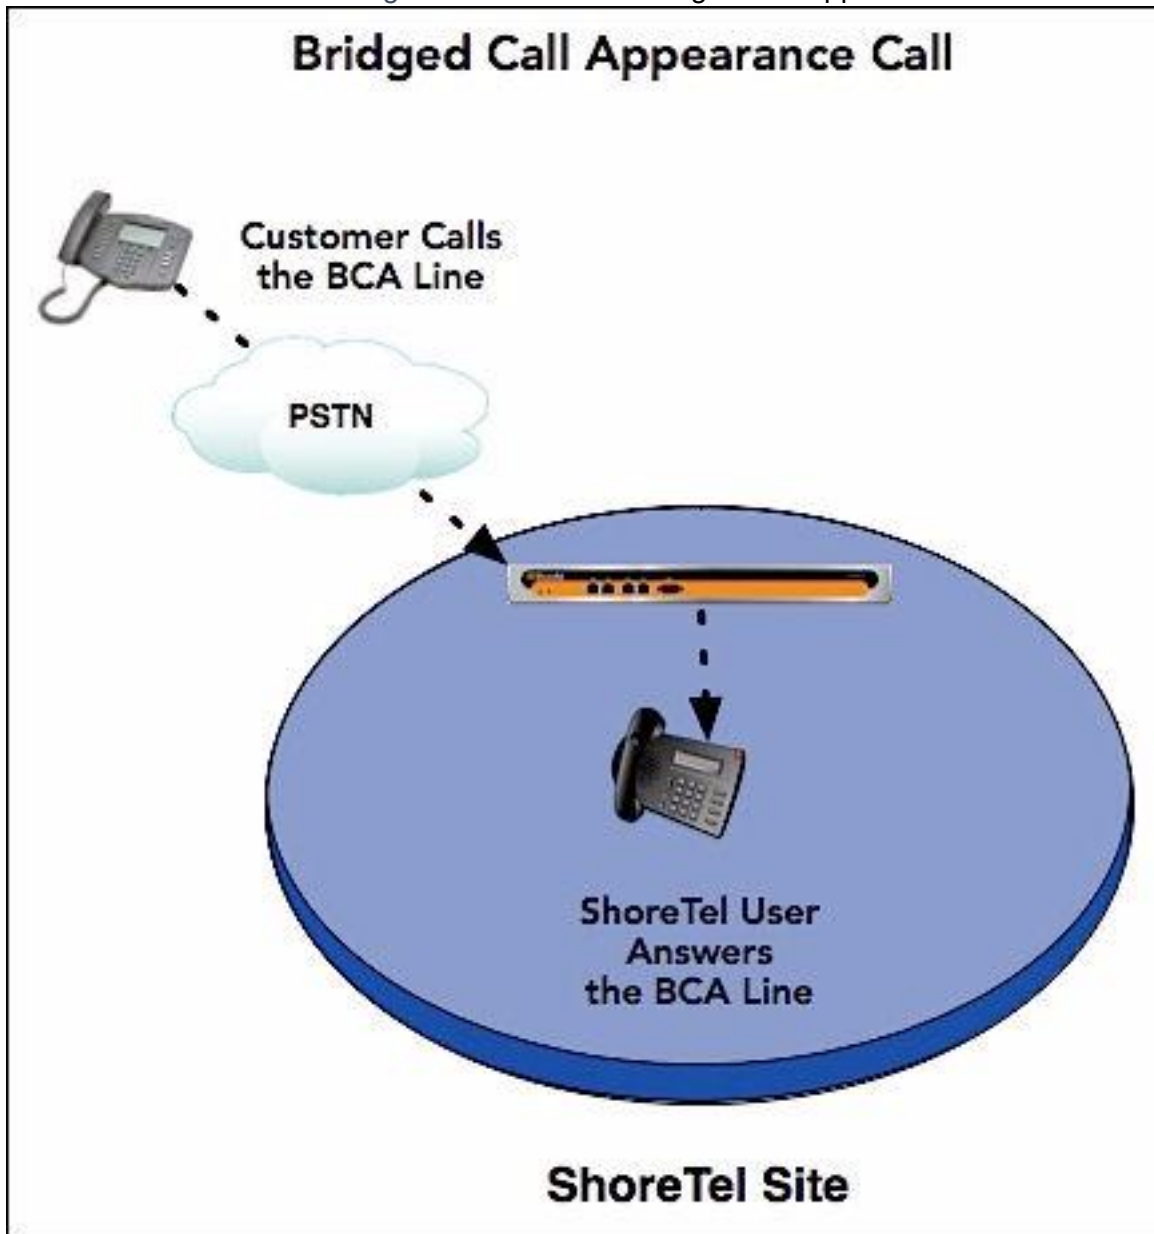 Bridged Call Appearance Call
Customer Calls
the BCA Line
PSTN
ShoreTel User
Answers
the BCA Line
ShoreTel Site